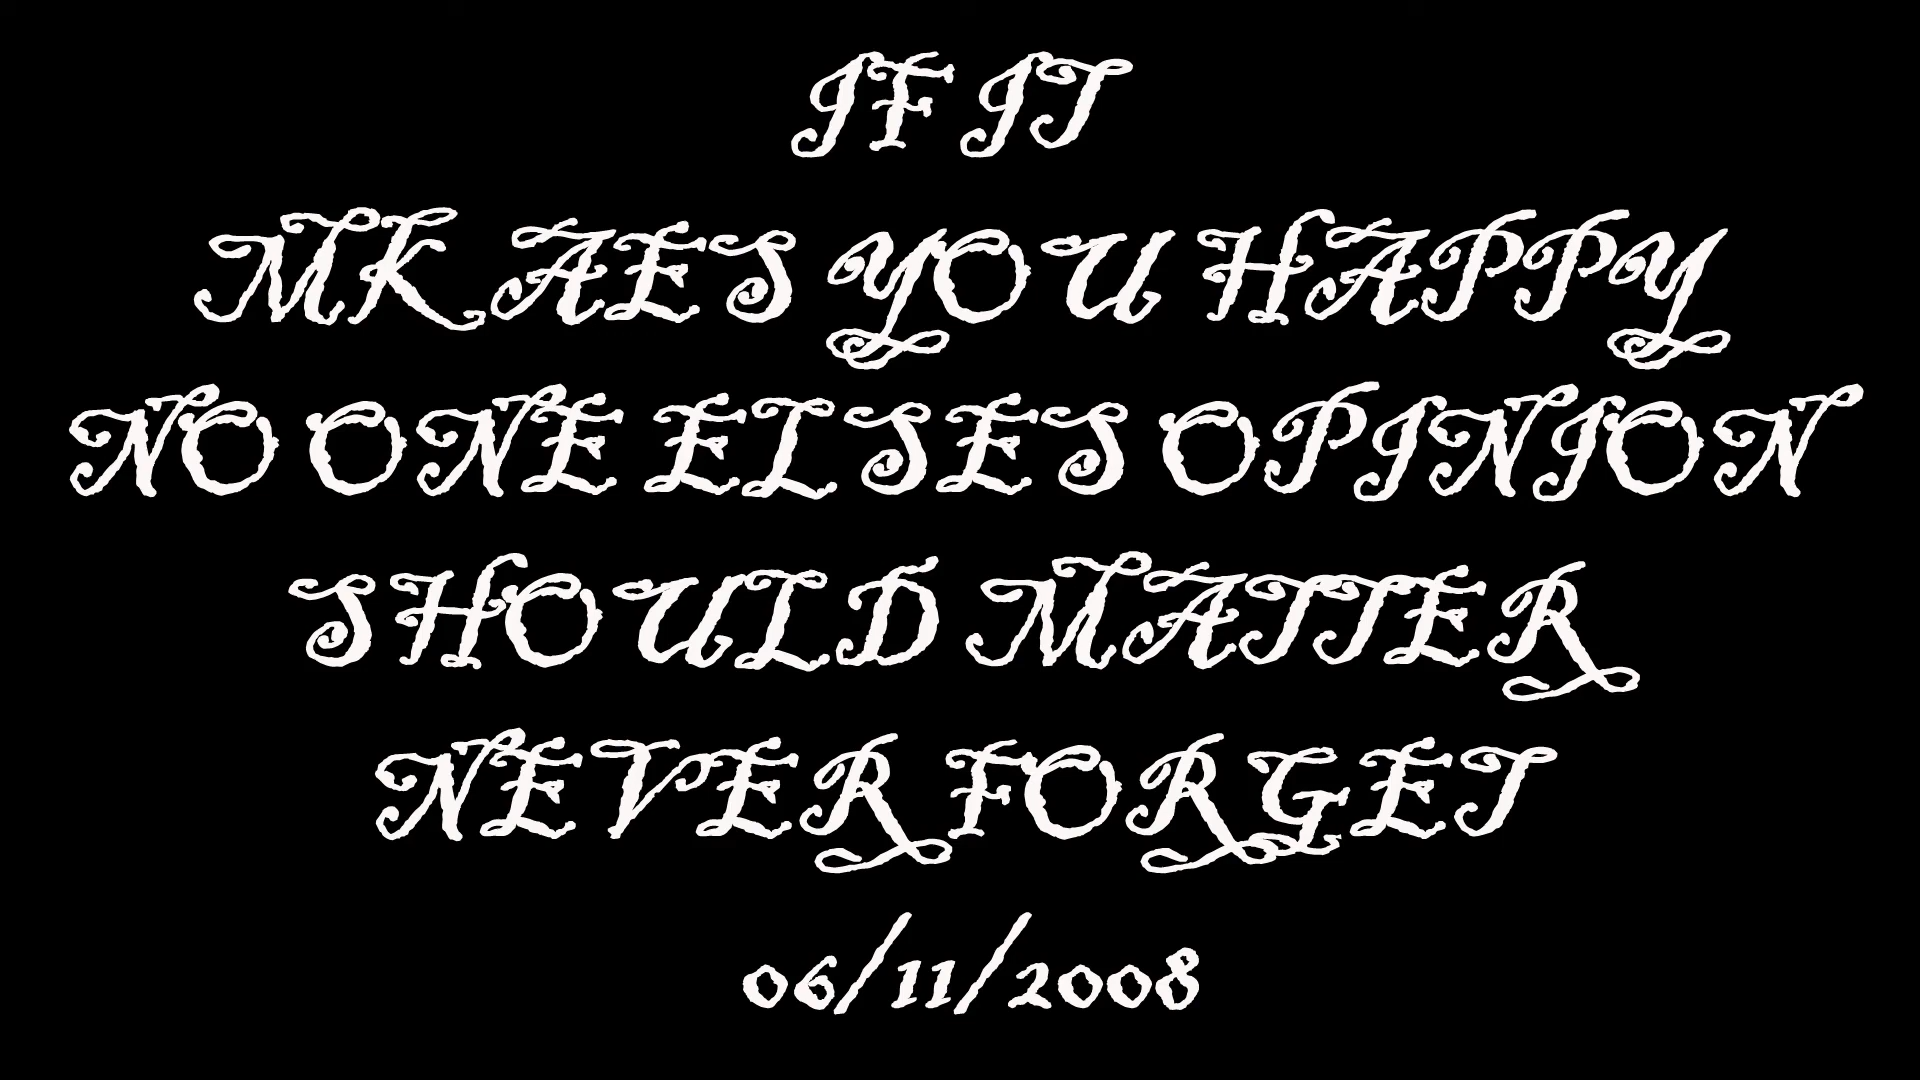 IF IT
MKAES YOU HAPPY
NO ONE ELSES OPINION
SHOULD MATTER
NEVER FORGET
06/11/2008